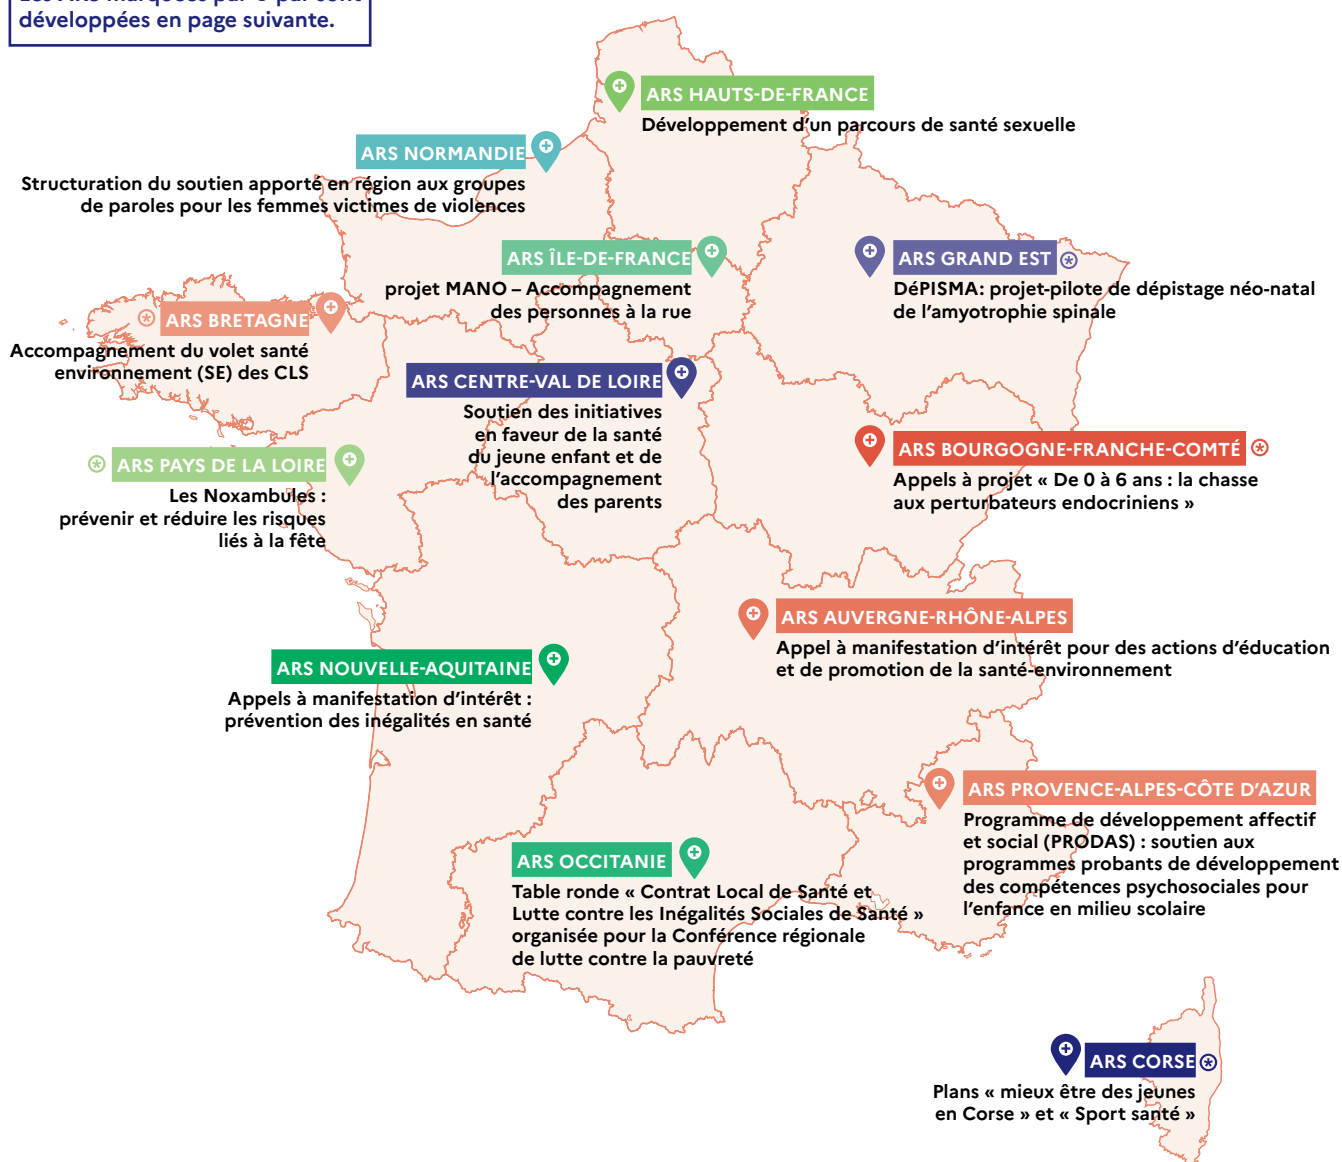 développées en page suivante.
ARS HAUTS-DE-FRANCE
Développement d'un parcours de santé sexuelle
ARS NORMANDIE
Structuration du soutien apporté en région aux groupes
de paroles pour les femmes victimes de violences
ARS ÎLE-DE-FRANCE
projet MANO – Accompagnement
des personnes à la rue
ARS GRAND EST
DéPISMA: projet-pilote de dépistage néo-natal
de l'amyotrophie spinale
ARS BRETAGNE
Accompagnement du volet santé
environnement (SE) des CLS
ARS CENTRE-VAL DE LOIRE
Soutien des initiatives
en faveur de la santé
du jeune enfant et de
l'accompagnement
des parents
ARS BOURGOGNE-FRANCHE-COMTÉ
Appels à projet « De 0 à 6 ans : la chasse
aux perturbateurs endocriniens »
ARS PAYS DE LA LOIRE
Les Noxambules :
prévenir et réduire les risques
liés à la fête
ARS AUVERGNE-RHÔNE-ALPES
Appel à manifestation d'intérêt pour des actions d'éducation
et de promotion de la santé-environnement
ARS NOUVELLE-AQUITAINE
Appels à manifestation d'intérêt :
prévention des inégalités en santé
ARS PROVENCE-ALPES-CÔTE D'AZUR
Programme de développement affectif
et social (PRODAS) : soutien aux
programmes probants de développement
des compétences psychosociales pour
l'enfance en milieu scolaire
ARS OCCITANIE
Table ronde « Contrat Local de Santé et
Lutte contre les Inégalités Sociales de Santé »
organisée pour la Conférence régionale
de lutte contre la pauvreté
ARS CORSE
Plans « mieux être des jeunes
en Corse » et « Sport santé »